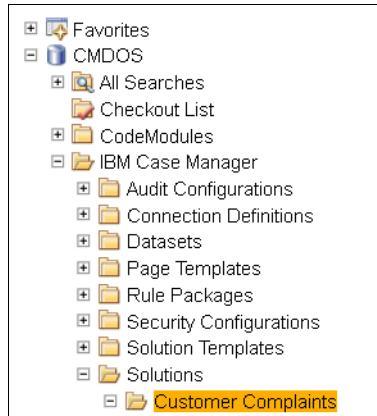 Favorites
CMDOS
All Searches
Checkout List
CodeModules
IBM Case Manager
Audit Configurations
Connection Definitions
Datasets
Page Templates
Rule Packages
Security Configurations
Solution Templates
Solutions
Customer Complaints